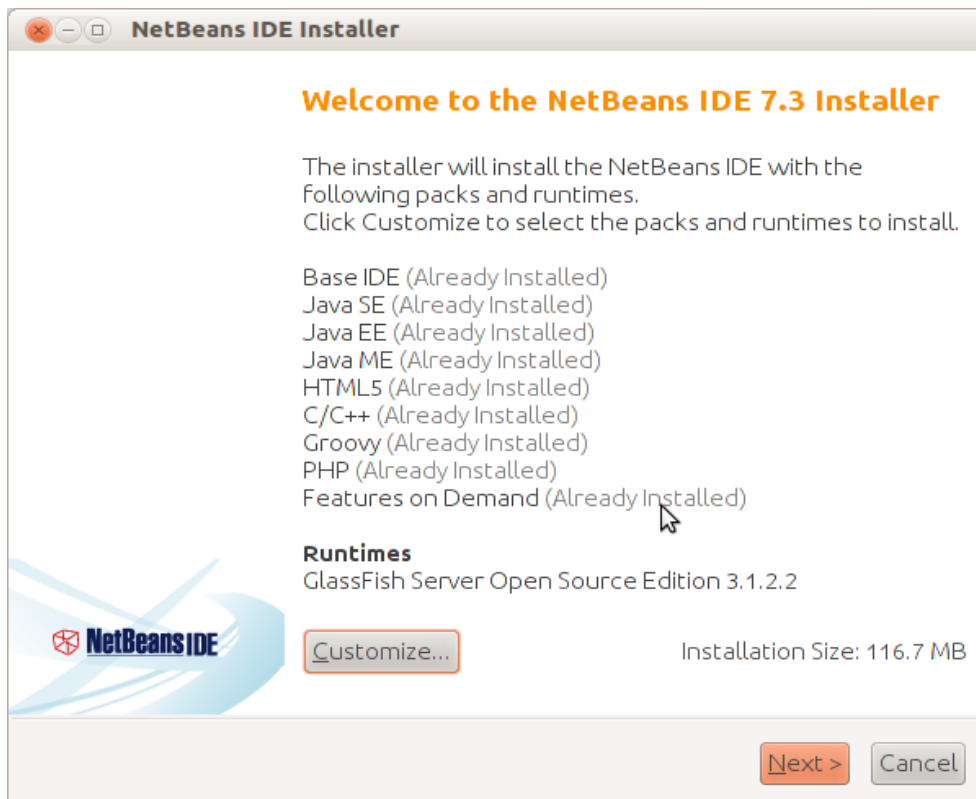 NetBeans IDE Installer
Welcome to the NetBeans IDE 7.3 Installer
The installer will install the NetBeans IDE with the
following packs and runtimes.
Click Customize to select the packs and runtimes to install.
Base IDE (Already Installed)
Java SE (Already Installed)
Java EE (Already Installed)
Java ME (Already Installed)
HTML5 (Already Installed)
C/C++ (Already Installed)
Groovy (Already Installed)
PHP (Already Installed)
Features on Demand (Already Installed)
Runtimes
GlassFish Server Open Source Edition 3.1.2.2
NetBeans IDE
Customize...
Installation Size: 116.7 MB
Next >
Cancel